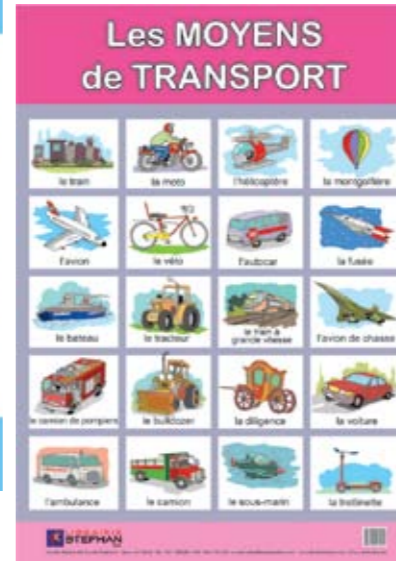 Les MOYENS
de TRANSPORT
le train
la moto
l'hélicoptère
la montgolfière
l'avion
le vélo
l'autocar
la fusée
le bateau
le tracteur
le train à
grande vitesse
l'avion de chasse
le camion de pompiers
le bulldozer
la diligence
la voiture
l'ambulance
le camion
le sous-marin
la trottinette
LIBRAIRIE
STEPHAN